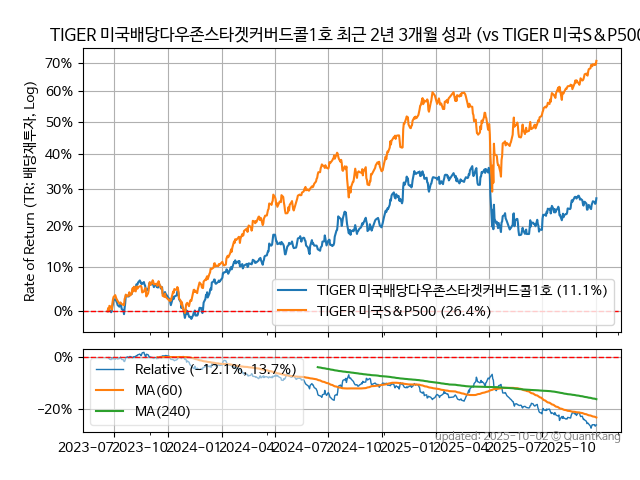 TIGER 미국배당다우존스타겟커버드콜1호 최근 2년 3개월 성과 (vs TIGER 미국S&P500
Rate of Return (TR: 배당재투자, Log)
70%
60%
50%
40%
30%
20%
10%
0%
TIGER 미국배당다우존스타겟커버드콜1호 (11.1%)
TIGER 미국S&P500 (26.4%)
0%
−20%
Relative (−12.1%, 13.7%)
MA(60)
MA(240)
updated: 2025-10-02 © QuantKang
2023-07
2023-10
2024-01
2024-04
2024-07
2024-10
2025-01
2025-04
2025-07
2025-10